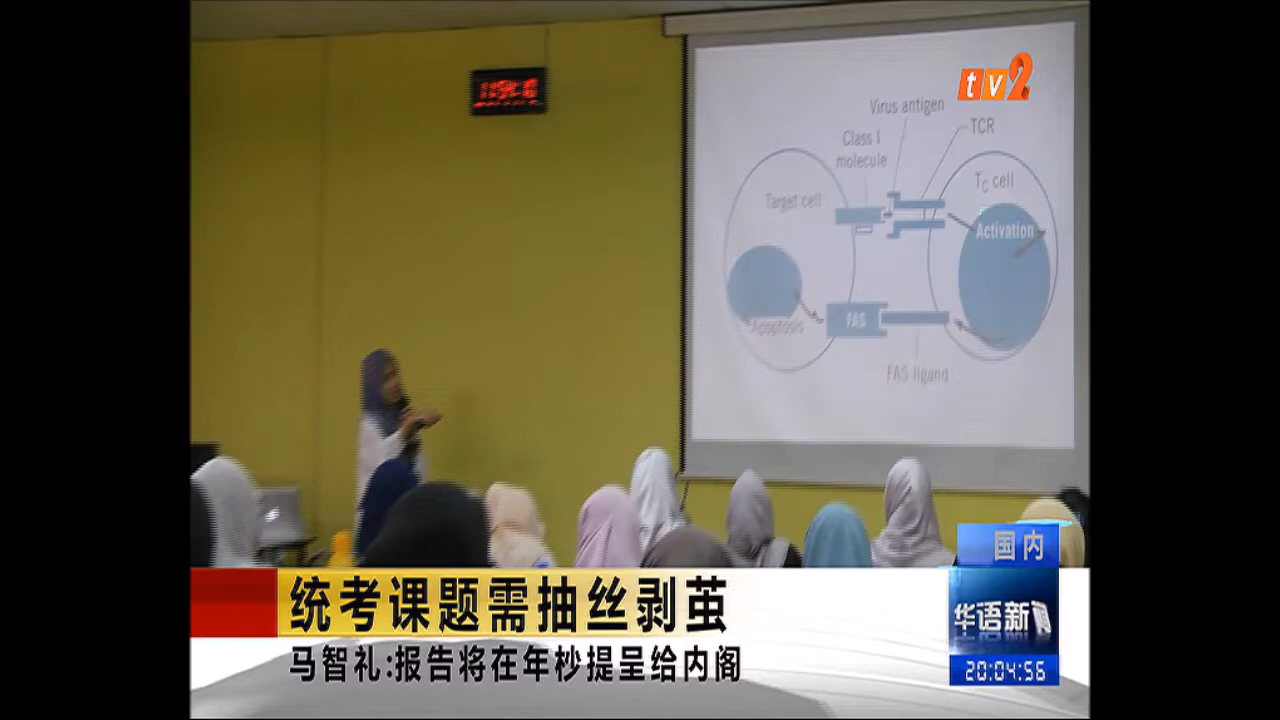 tv2
Virus antigen
TCR
Class I
molecule
Target cell
TC cell
Activation
Apoptosis
FAS
FAS ligand
国内
统考课题需抽丝剥茧
华语新闻
马智礼:报告将在年杪提呈给内阁
20:04:56